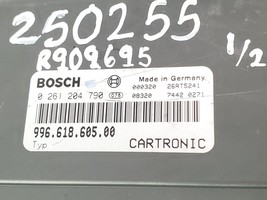 250255
R909695
1/2
BOSCH
Made in Germany
000320 26RT5241
0 261 204 790 08320 7442 0271
996.618.605.00
Typ CARTRONIC